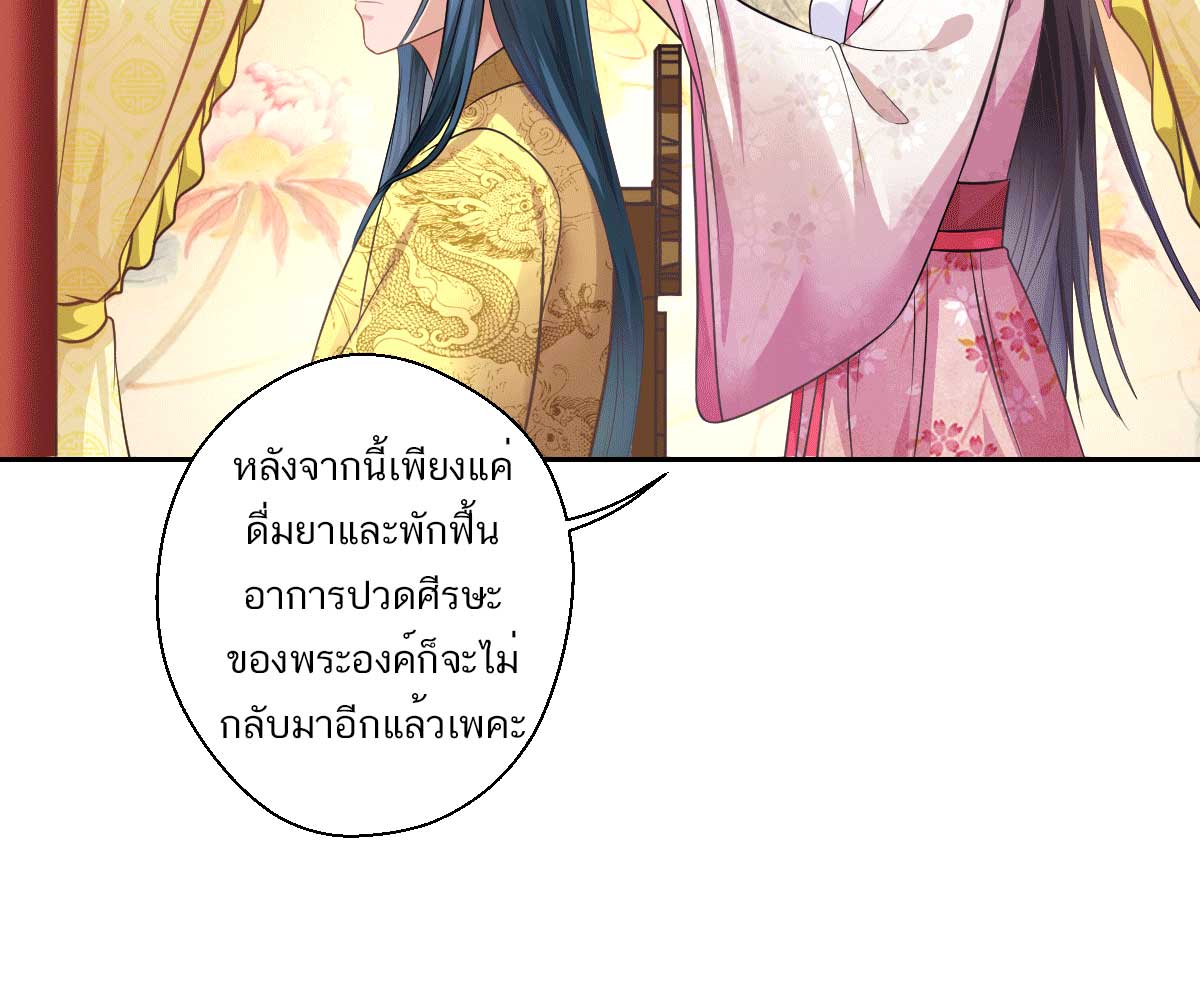 หลังจากนี้เพียงแค่
ดื่มยาและพักฟื้น
อาการปวดศีรษะ
ของพระองค์ก็จะไม่
กลับมาอีกแล้วเพคะ